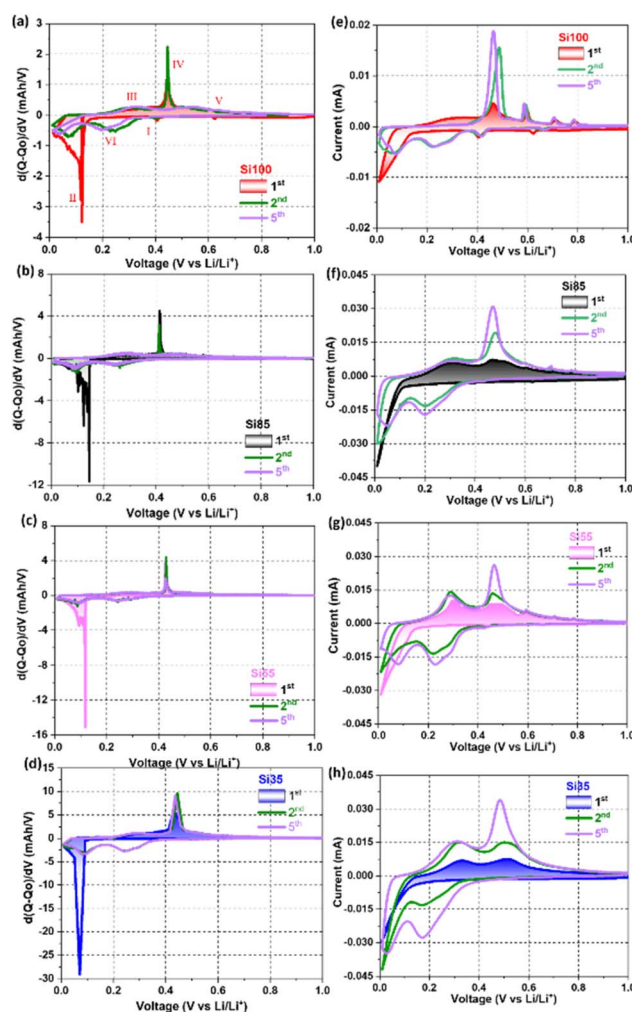 (a)
d(Q-Qo)/dV (mAh/V)
3
2
1
0
-1
-2
-3
-4
III
IV
V
I
VI
II
Si100
1st
2nd
5th
0.0 0.2 0.4 0.6 0.8 1.0
Voltage (V vs Li/Li+)
(e)
Current (mA)
0.02
0.01
0.00
-0.01
-0.02
Si100
1st
2nd
5th
0.0 0.2 0.4 0.6 0.8 1.0
Voltage (V vs Li/Li+)
(b)
d(Q-Qo)/dV (mAh/V)
8
4
0
-4
-8
-12
Si85
1st
2nd
5th
0.0 0.2 0.4 0.6 0.8 1.0
Voltage (V vs Li/Li+)
(f)
Current (mA)
0.045
0.030
0.015
0.000
-0.015
-0.030
-0.045
Si85
1st
2nd
5th
0.0 0.2 0.4 0.6 0.8 1.0
Voltage (V vs Li/Li+)
(c)
d(Q-Qo)/dV (mAh/V)
8
4
0
-4
-8
-12
-16
1st
2nd
5th
0.0 0.2 0.4 0.6 0.8 1.0
Voltage (V vs Li/Li+)
(g)
Current (mA)
0.045
0.030
0.015
0.000
-0.015
-0.030
-0.045
1st
2nd
5th
0.0 0.2 0.4 0.6 0.8 1.0
Voltage (V vs Li/Li+)
(d)
d(Q-Qo)/dV (mAh/V)
15
10
5
0
-5
-10
-15
-20
-25
-30
Si35
1st
2nd
5th
0.0 0.2 0.4 0.6 0.8 1.0
Voltage (V vs Li/Li+)
(h)
Current (mA)
0.045
0.030
0.015
0.000
-0.015
-0.030
-0.045
1st
2nd
5th
0.0 0.2 0.4 0.6 0.8 1.0
Voltage (V vs Li/Li+)